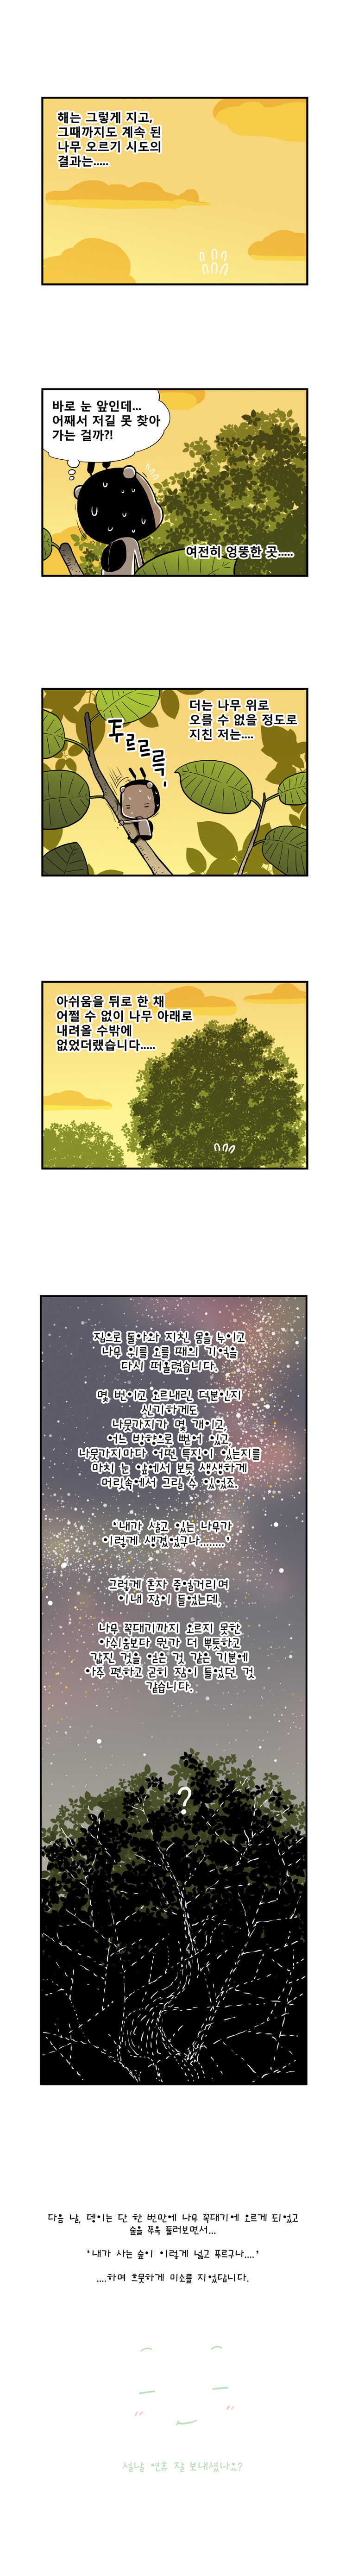 해는 그렇게 지고,
그때까지도 계속 된
나무 오르기 시도의
결과는.....
바로 눈 앞인데...
어째서 저길 못 찾아
가는 걸까?!
여전히 엉뚱한 곳.....
더는 나무 위로
오를 수 없을 정도로
지친 저는....
후르르륵,
아쉬움을 뒤로 한 채
어쩔 수 없이 나무 아래로
내려올 수밖에
없었더랬습니다.....
집으로 돌아와 지친 몸을 누이고
나무 위를 오를 때의 기억을
다시 떠올렸습니다.
몇 번이고 오르내린 덕분인지
신기하게도
나뭇가지가 몇 개이고,
어느 방향으로 뻗어 있고,
나뭇가지마다 어떤 특징이 있는지를
마치 눈 앞에서 보듯 생생하게
머릿속에서 그릴 수 있었죠.
"내가 살고 있는 나무가
이렇게 생겼었구나........"
그렇게 혼자 중얼거리며
이내 잠이 들었는데,
나무 꼭대기까지 오르지 못한
아쉬움보다 뭔가 더 뿌듯하고
값진 것을 얻은 것 같은 기분에
아주 편하고 곤히 잠이 들었던 것
같습니다.
?
다음 날, 뎅이는 단 한 번만에 나무 꼭대기에 오르게 되었고
숲을 푸욱 둘러보면서...
'내가 사는 숲이 이렇게 넓고 푸르구나....'
....하며 흐뭇하게 미소를 지었답니다.
설날 연휴 잘 보내셨나요?